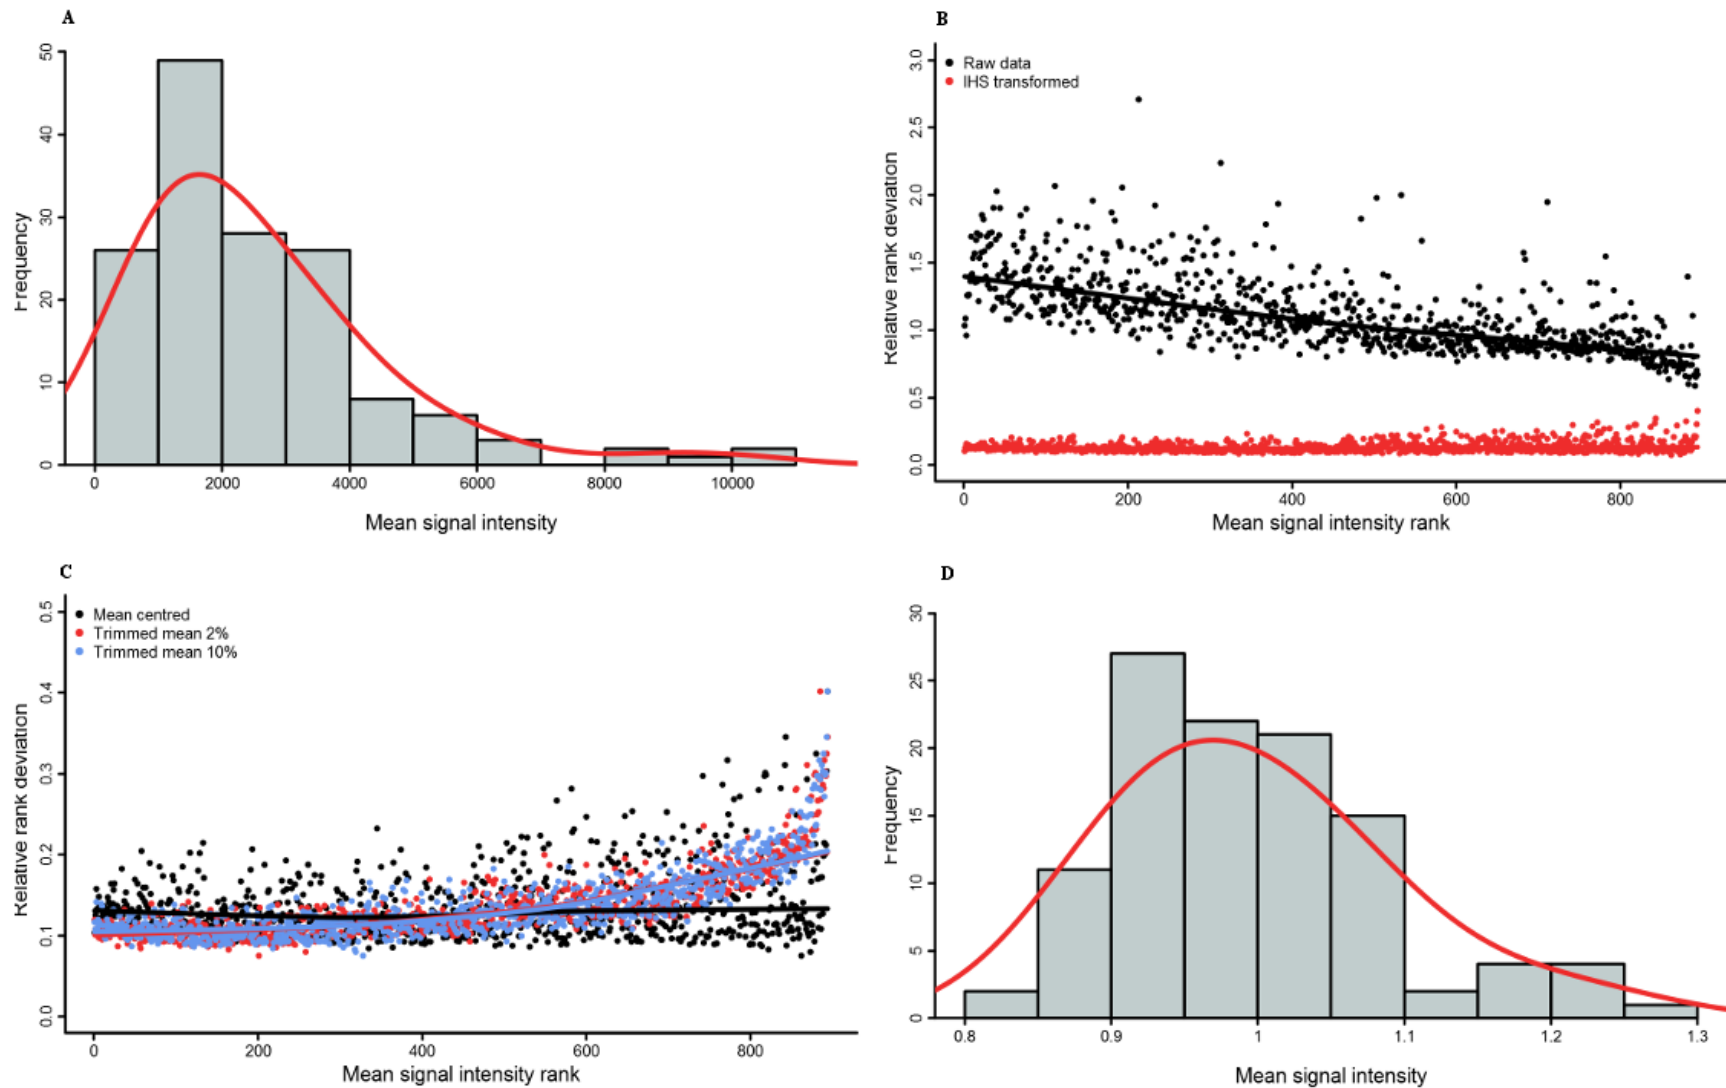 A
50
40
30
20
10
0
Frequency
0 2000 4000 6000 8000 10000
Mean signal intensity
B
3.0
2.5
2.0
1.5
1.0
0.5
0.0
Relative rank deviation
Raw data
IHS transformed
0 200 400 600 800
Mean signal intensity rank
C
0.5
0.4
0.3
0.2
0.1
0.0
Relative rank deviation
Mean centred
Trimmed mean 2%
Trimmed mean 10%
0 200 400 600 800
Mean signal intensity rank
D
30
25
20
15
10
5
0
Frequency
0.8 0.9 1 1.1 1.2 1.3
Mean signal intensity